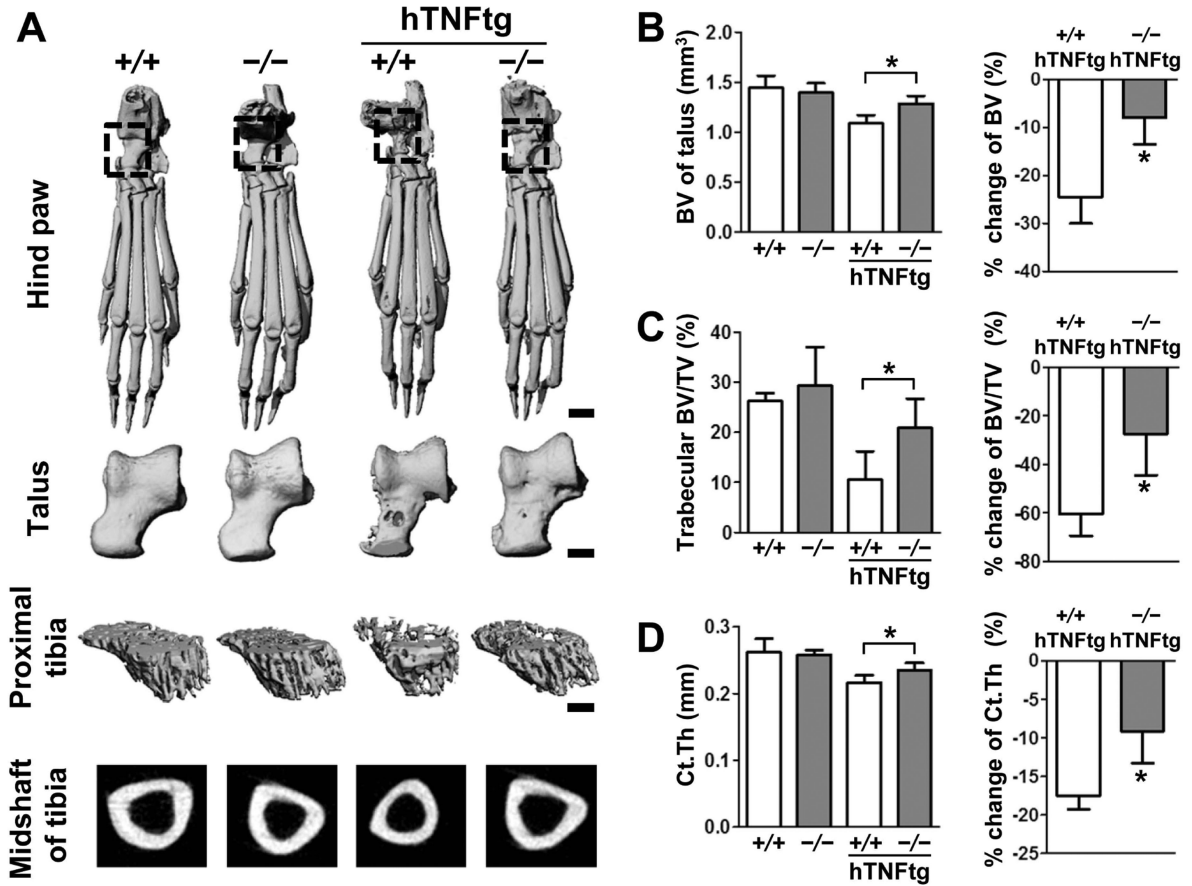 A
hTNFtg
+/+ −/− +/+ −/−
Hind paw
Talus
Proximal
tibia
Midshaft
of tibia
B
BV of talus (mm³)
2.0
1.5
1.0
0.5
0.0
*
+/+ −/− +/+ −/−
hTNFtg
% change of BV (%)
+/+ −/−
hTNFtg hTNFtg
0
-10
-20
-30
-40
*
C
Trabecular BV/TV (%)
40
30
20
10
0
*
+/+ −/− +/+ −/−
hTNFtg
% change of BV/TV (%)
+/+ −/−
hTNFtg hTNFtg
0
-20
-40
-60
-80
*
D
Ct.Th (mm)
0.3
0.2
0.1
0.0
*
+/+ −/− +/+ −/−
hTNFtg
% change of Ct.Th (%)
+/+ −/−
hTNFtg hTNFtg
0
-5
-10
-15
-20
-25
*